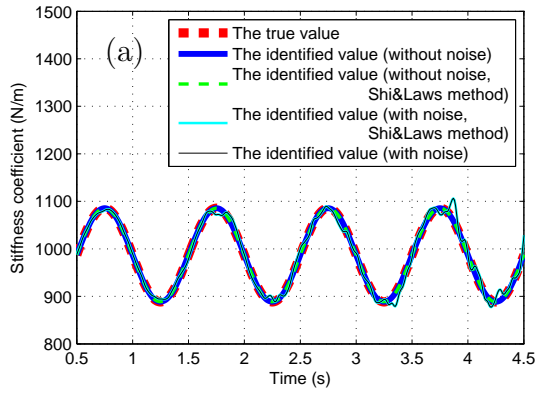 1500
1400
1300
1200
1100
1000
900
800
Stiffness coefficient (N/m)
(a)
The true value
The identified value (without noise)
The identified value (without noise,
Shi&Laws method)
The identified value (with noise,
Shi&Laws method)
The identified value (with noise)
0.5 1 1.5 2 2.5 3 3.5 4 4.5
Time (s)